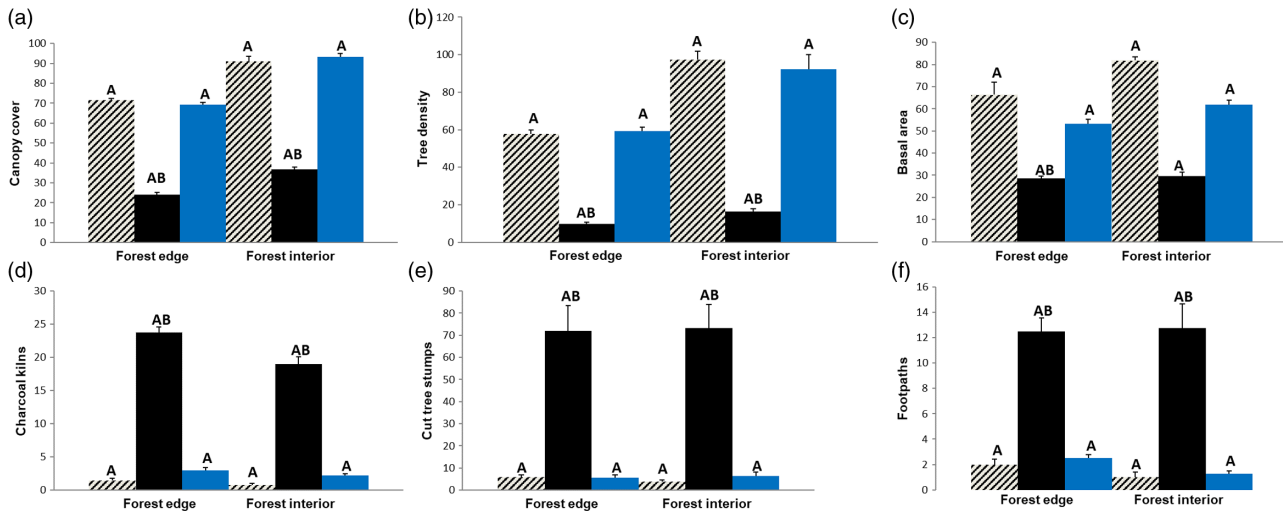 (a)
Canopy cover
100
90
80
70
60
50
40
30
20
10
0
A
AB
A
A
AB
A
Forest edge Forest interior
(b)
Tree density
120
100
80
60
40
20
0
A
AB
A
A
AB
A
Forest edge Forest interior
(c)
Basal area
90
80
70
60
50
40
30
20
10
0
A
AB
A
A
A
A
Forest edge Forest interior
(d)
Charcoal kilns
30
25
20
15
10
5
0
A
AB
A
A
AB
A
Forest edge Forest interior
(e)
Cut tree stumps
90
80
70
60
50
40
30
20
10
0
A
AB
A
A
AB
A
Forest edge Forest interior
(f)
Footpaths
16
14
12
10
8
6
4
2
0
A
AB
A
A
AB
A
Forest edge Forest interior